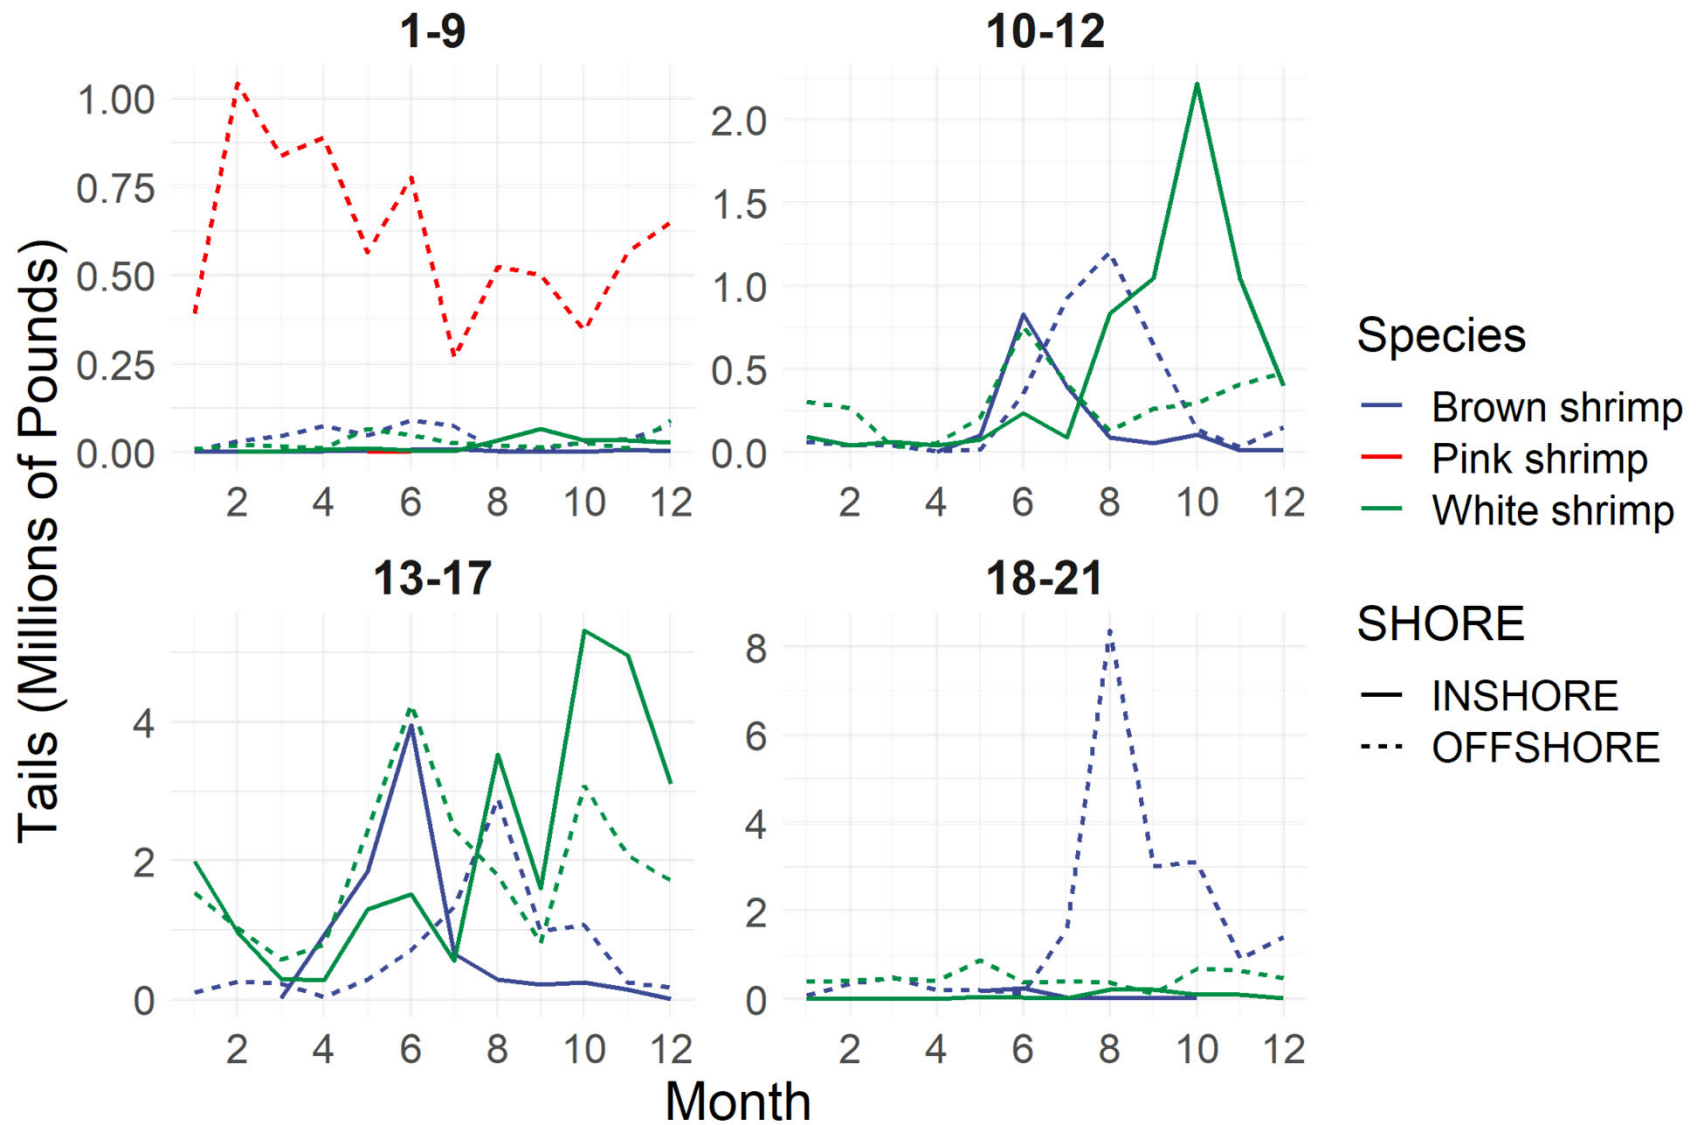 1-9
10-12
Tails (Millions of Pounds)
1.00
0.75
0.50
0.25
0.00
2 4 6 8 10 12
2.0
1.5
1.0
0.5
0.0
2 4 6 8 10 12
13-17
18-21
4
2
0
2 4 6 8 10 12
8
6
4
2
0
2 4 6 8 10 12
Month
Species
Brown shrimp
Pink shrimp
White shrimp
SHORE
INSHORE
OFFSHORE